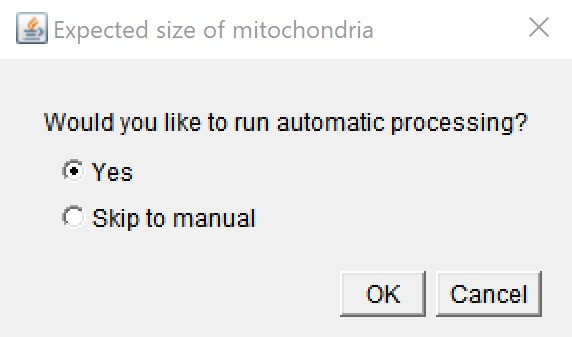 Expected size of mitochondria
Would you like to run automatic processing?
Yes
Skip to manual
OK Cancel